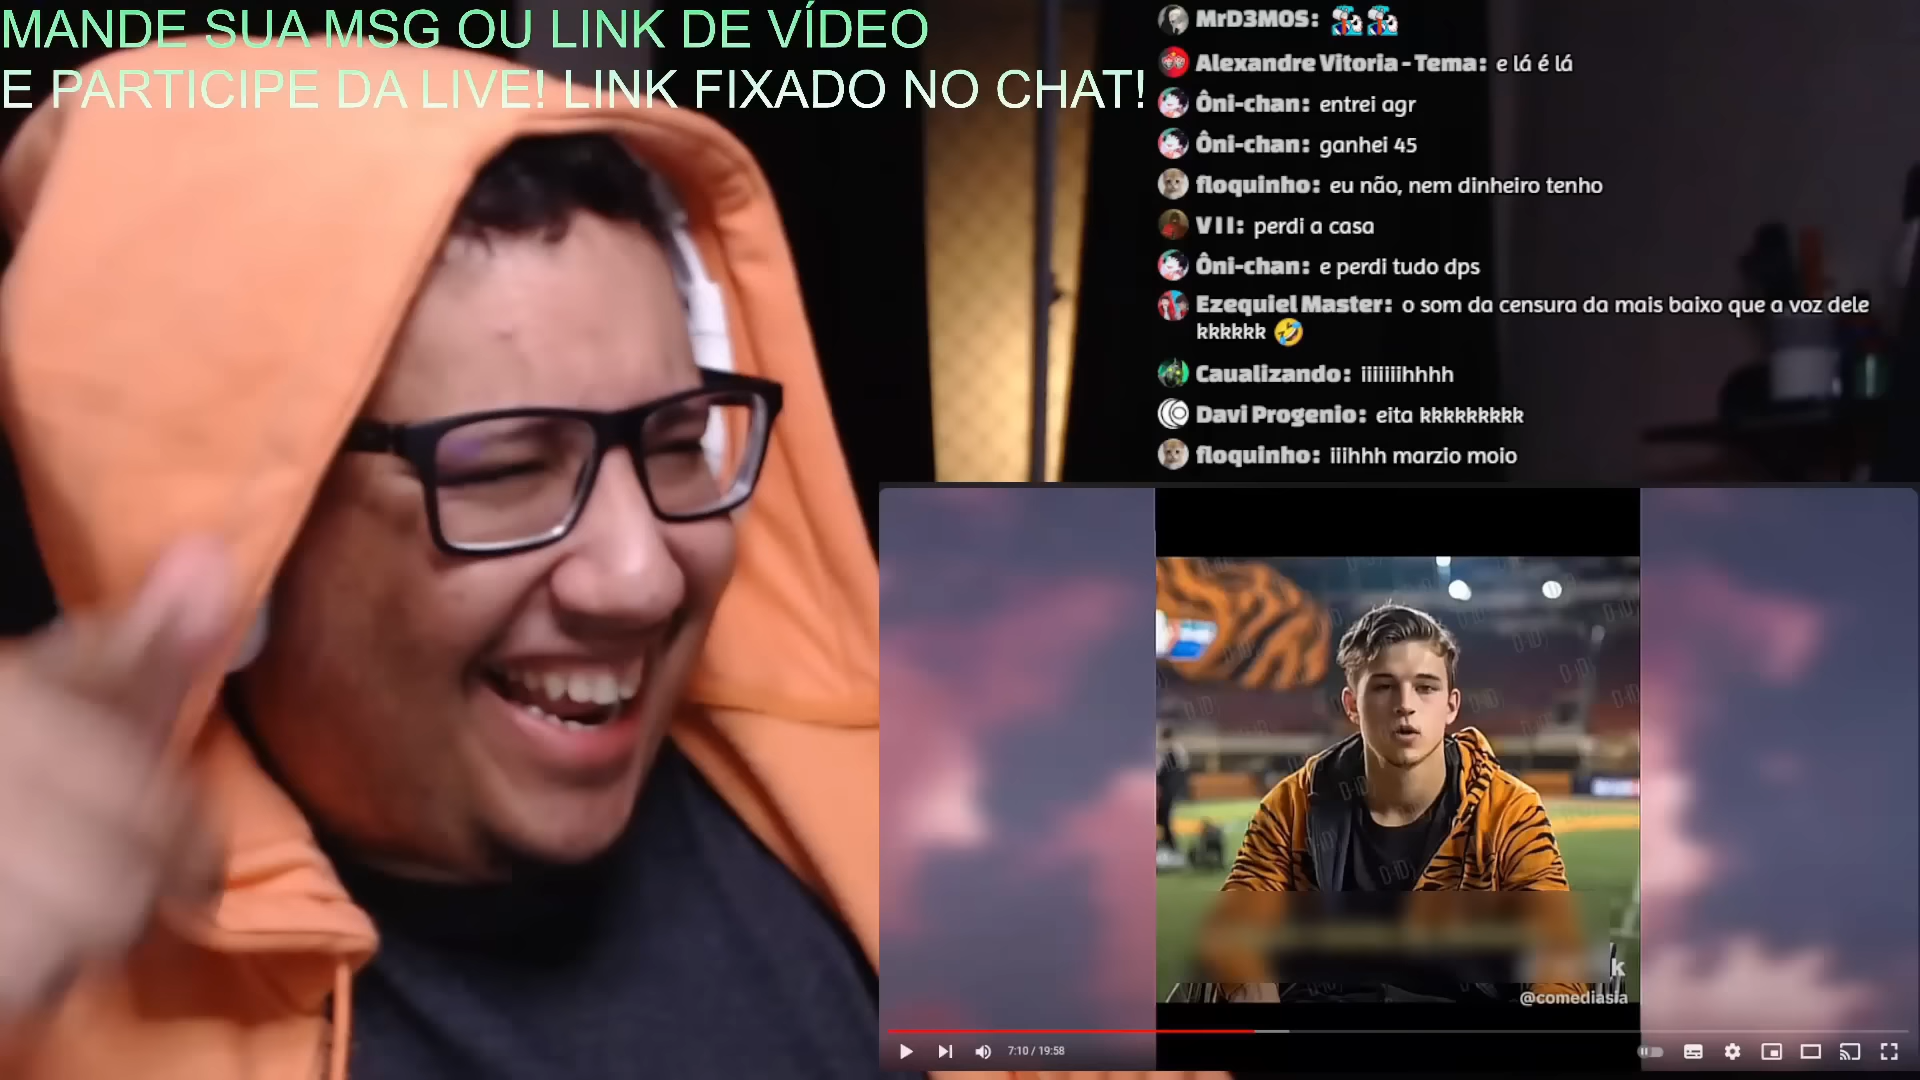 MANDE SUA MSG OU LINK DE VÍDEO
E PARTICIPE DA LIVE! LINK FIXADO NO CHAT!
MrD3MOS:
Alexandre Vitoria - Tema: e lá é lá
Ôni-chan: entrei agr
Ôni-chan: ganhei 45
floquinho: eu não, nem dinheiro tenho
V I I: perdi a casa
Ôni-chan: e perdi tudo dps
Ezequiel Master: o som da censura da mais baixo que a voz dele
kkkkkk 🤣
Caualizando: iiiiiiihhhh
Davi Progenio: eita kkkkkkkkk
floquinho: iiihhh marzio moio
D-ID
k
@comediasia
7:10 / 19:58